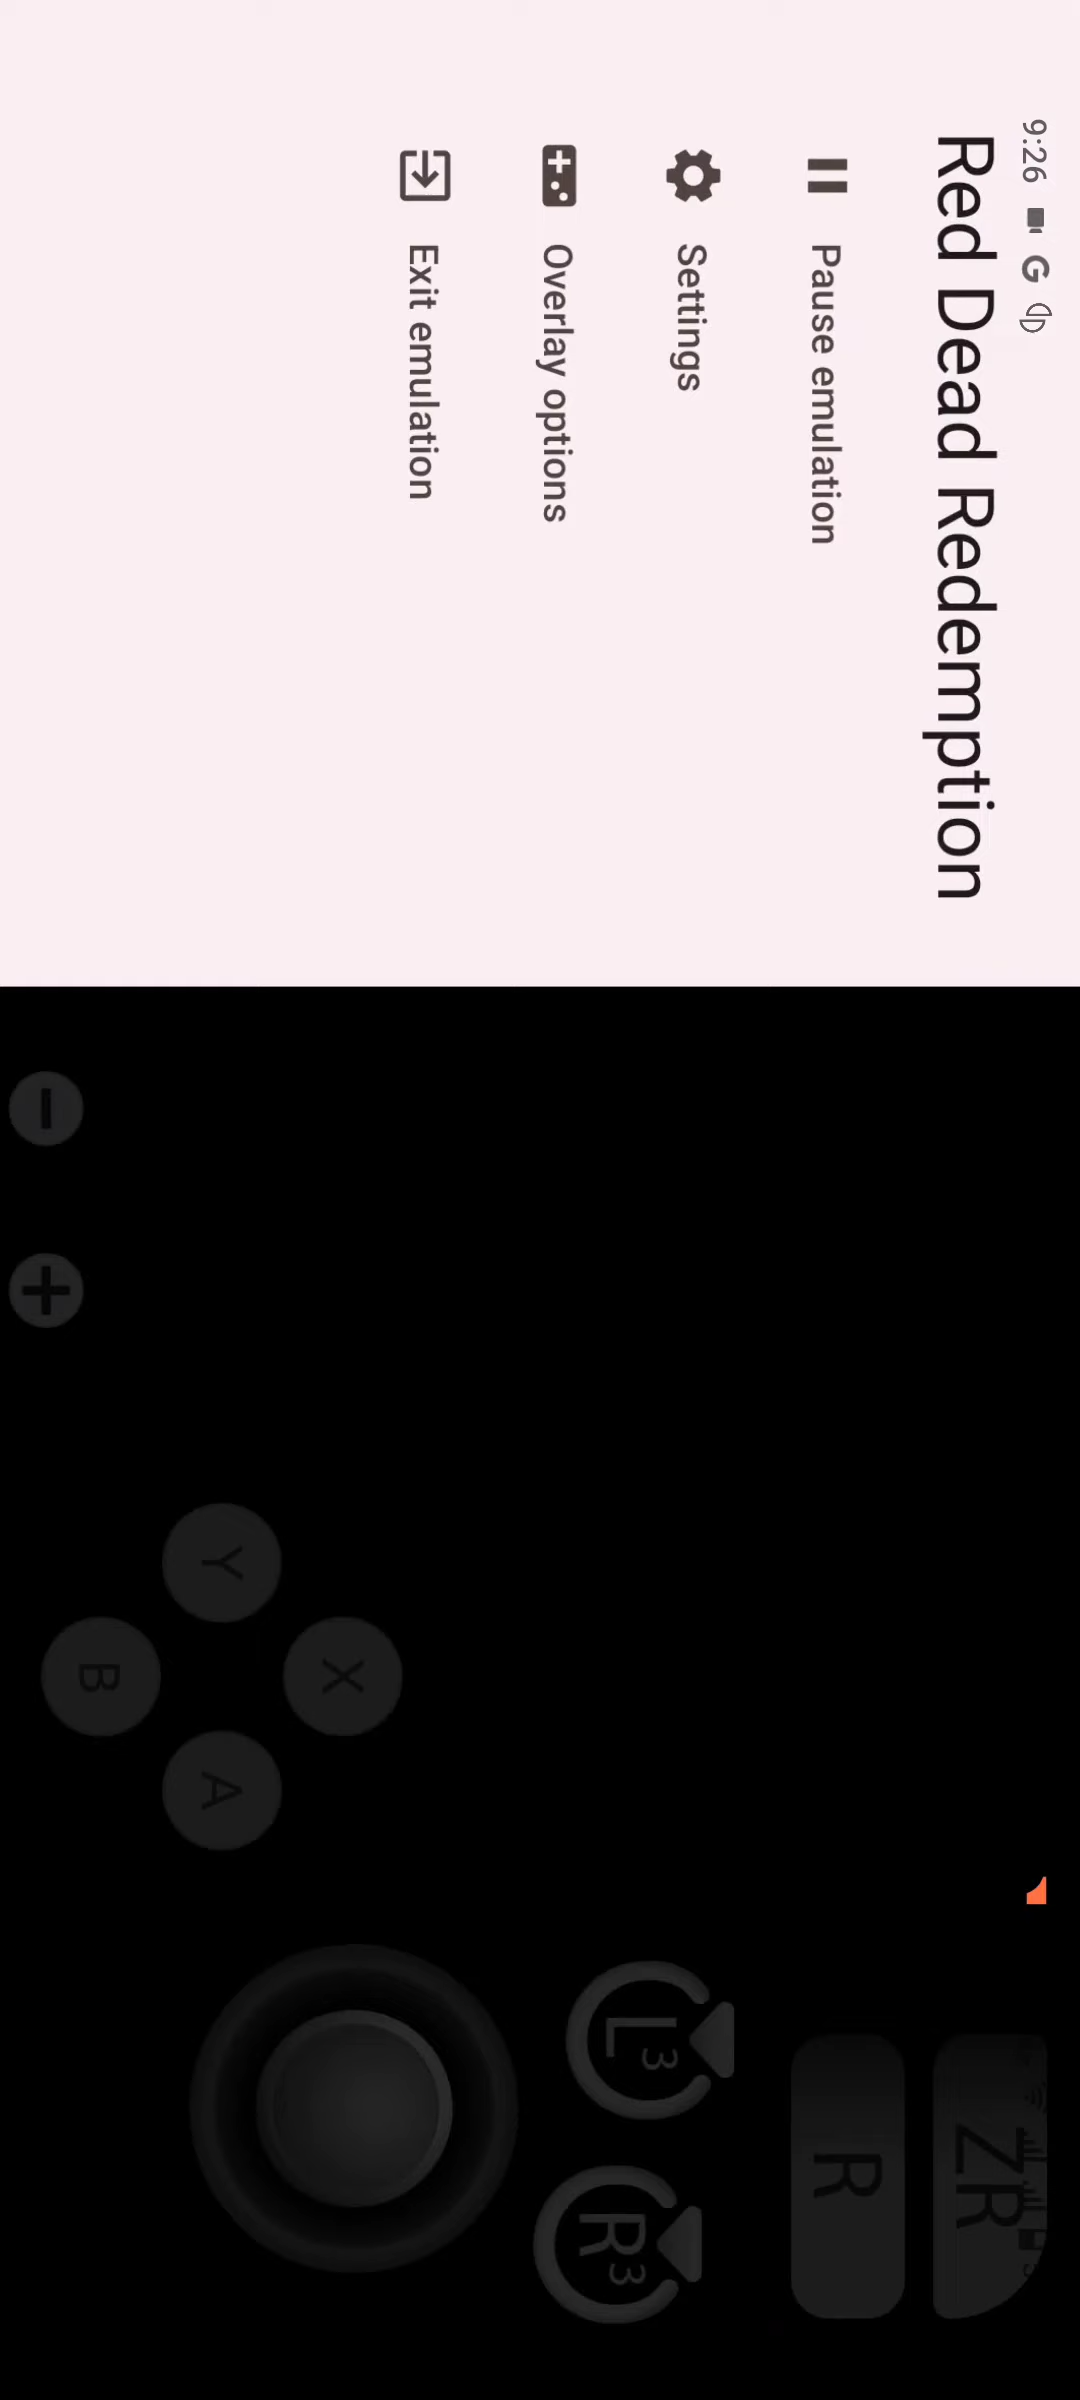 9:26 G
Red Dead Redemption
Pause emulation
Settings
Overlay options
Exit emulation
ZR
R
L3
R3
X
Y
A
B